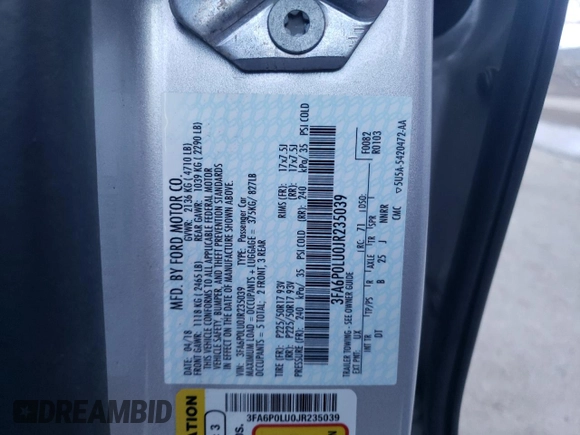 MFD. BY FORD MOTOR CO.
DATE: 04/18 GVWR: 2136 KG (4710 LB)
FRONT GAWR: 1118 KG (2465 LB) REAR GAWR: 1039 KG (2290 LB)
THIS VEHICLE CONFORMS TO ALL APPLICABLE FEDERAL MOTOR
VEHICLE SAFETY, BUMPER, AND THEFT PREVENTION STANDARDS
IN EFFECT ON THE DATE OF MANUFACTURE SHOWN ABOVE.
VIN: 3FA6P0LU0JR235039 TYPE: Passenger Car
MAXIMUM LOAD = OCCUPANTS + LUGGAGE = 375KG/ 827LB
OCCUPANTS = 5 TOTAL: 2 FRONT, 3 REAR
TIRE (FR): P225/50R17 93V RIMS (FR): 17x7.5J
(RR): P225/50R17 93V (RR): 17x7.5J
PRESSURE (FR): 240 kPa/ 35 PSI COLD (RR): 240 kPa/ 35 PSI COLD
3FA6P0LU0JR235039
TRAILER TOWING- SEE OWNER GUIDE
EXT PNT: UX RC: 71 DSO:
F0082
R0103
INT TR TP/PS R AXLE TR SPR
DT B 25 J NNRR
CMC 5U5A-5420472-AA
3FA6P0LU0JR235039
RIDEAMBID